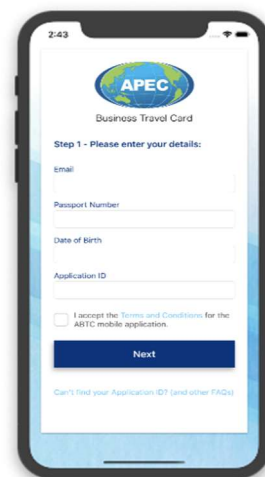 2:43
APEC
Business Travel Card
Step 1 - Please enter your details:
Email
Passport Number
Date of Birth
Application ID
I accept the Terms and Conditions for the
ABTC mobile application.
Next
Can't find your Application ID? (and other FAQs)